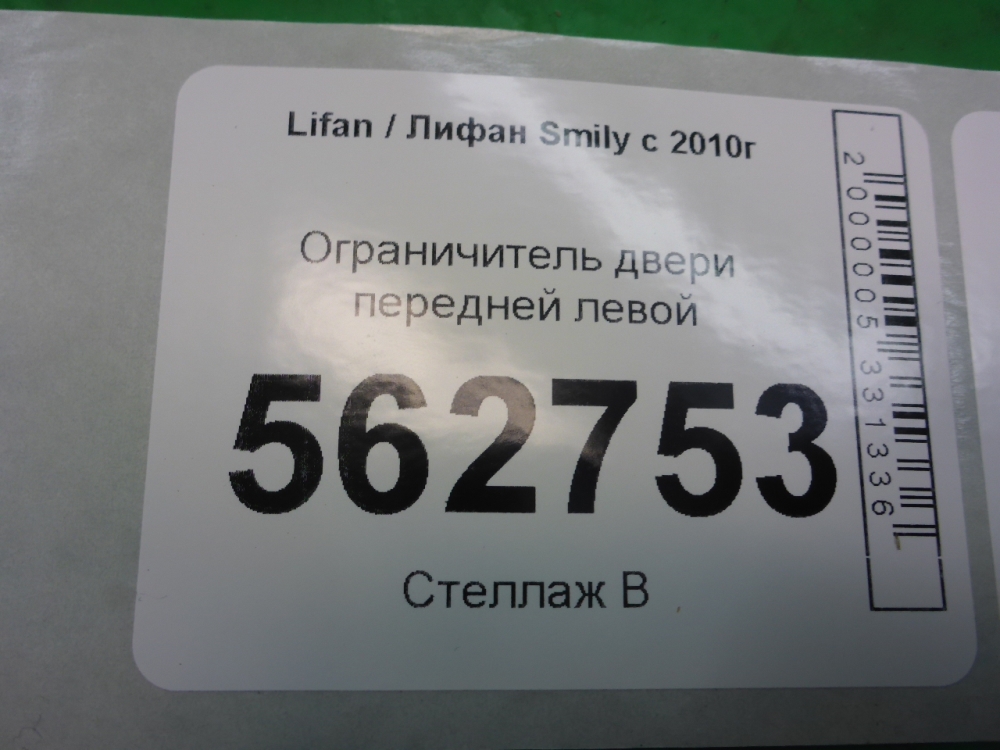 Lifan / Лифан Smily с 2010г
Ограничитель двери
передней левой
562753
Стеллаж В
2000005331336